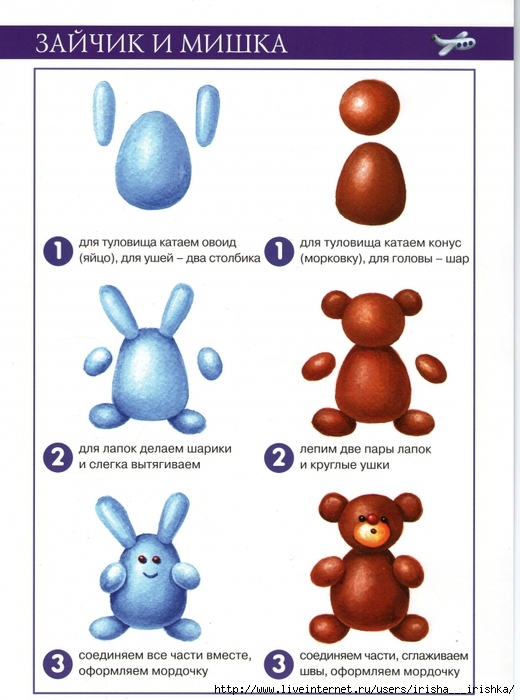 ЗАЙЧИК И МИШКА
1 для туловища катаем овоид
(яйцо), для ушей – два столбика
1 для туловища катаем конус
(морковку), для головы – шар
2 для лапок делаем шарики
и слегка вытягиваем
2 лепим две пары лапок
и круглые ушки
3 соединяем все части вместе,
оформляем мордочку
3 соединяем части, сглаживаем
швы, оформляем мордочку
http://www.liveinternet.ru/users/irisha__irishka/